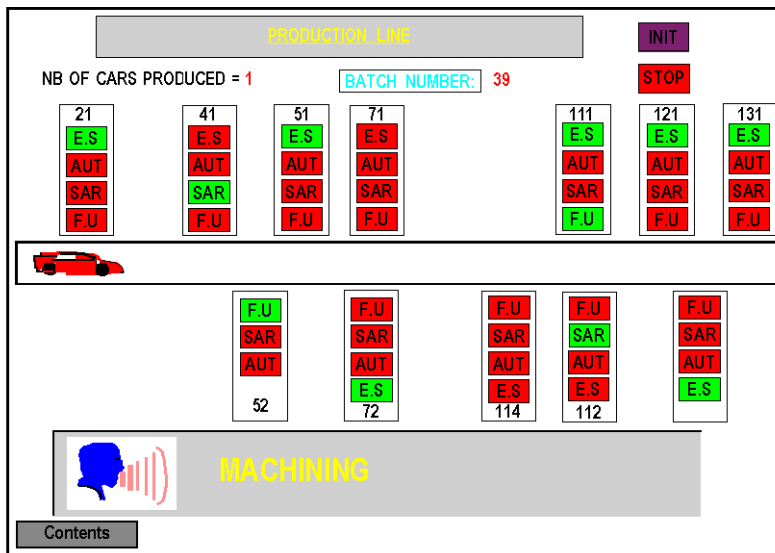 PRODUCTION LINE
INIT
NB OF CARS PRODUCED = 1
BATCH NUMBER: 39
STOP
21 41 51 71 111 121 131
E.S E.S E.S E.S E.S E.S E.S
AUT AUT AUT AUT AUT AUT AUT
SAR SAR SAR SAR SAR SAR SAR
F.U F.U F.U F.U F.U F.U F.U
F.U F.U F.U F.U F.U
SAR SAR SAR SAR SAR
AUT AUT AUT AUT AUT
E.S E.S E.S E.S
52 72 114 112
MACHINING
Contents